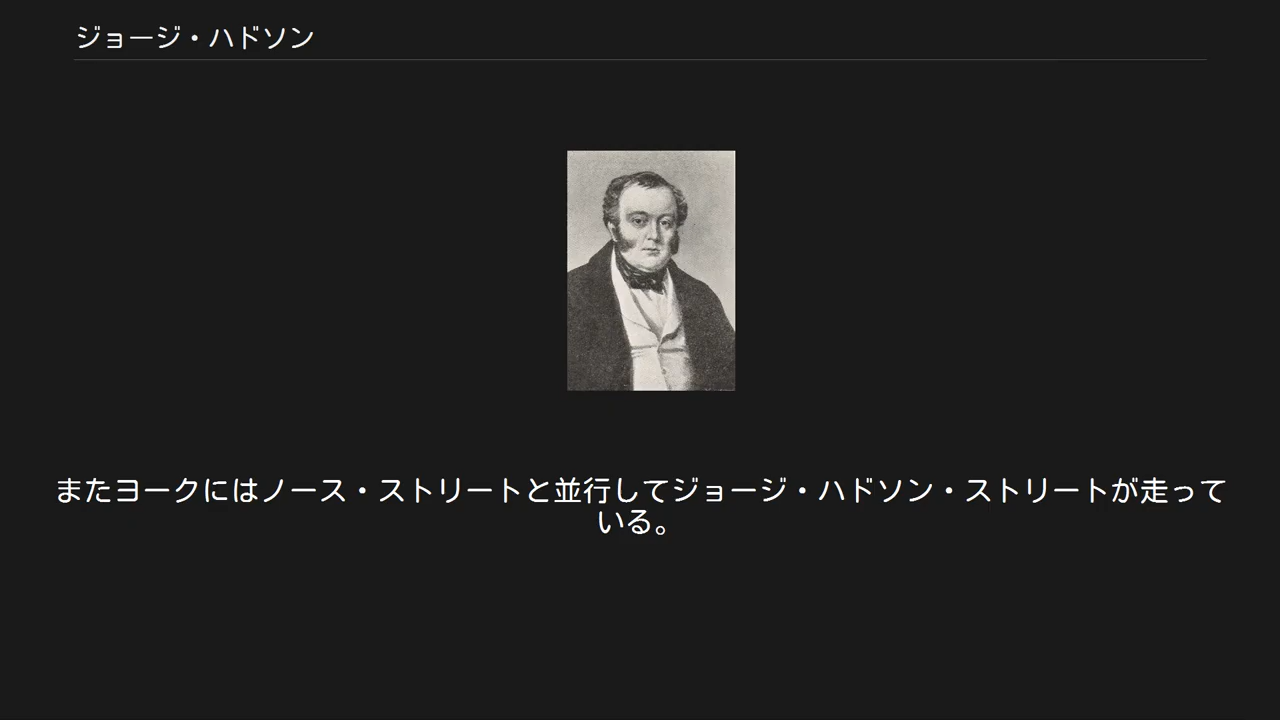 ジョージ・ハドソン
またヨークにはノース・ストリートと並行してジョージ・ハドソン・ストリートが走って
いる。